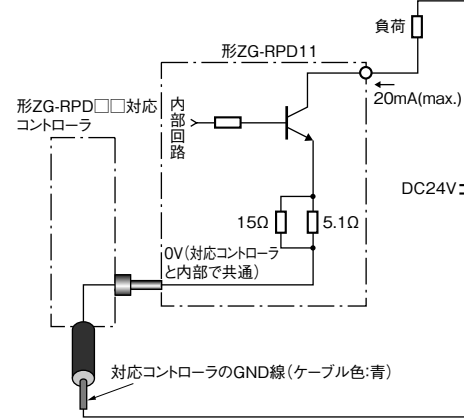 負荷
形ZG-RPD11
20mA(max.)
形ZG-RPD□□対応
コントローラ
内部回路
DC24V
15Ω
5.1Ω
0V(対応コントローラ
と内部で共通)
対応コントローラのGND線(ケーブル色:青)